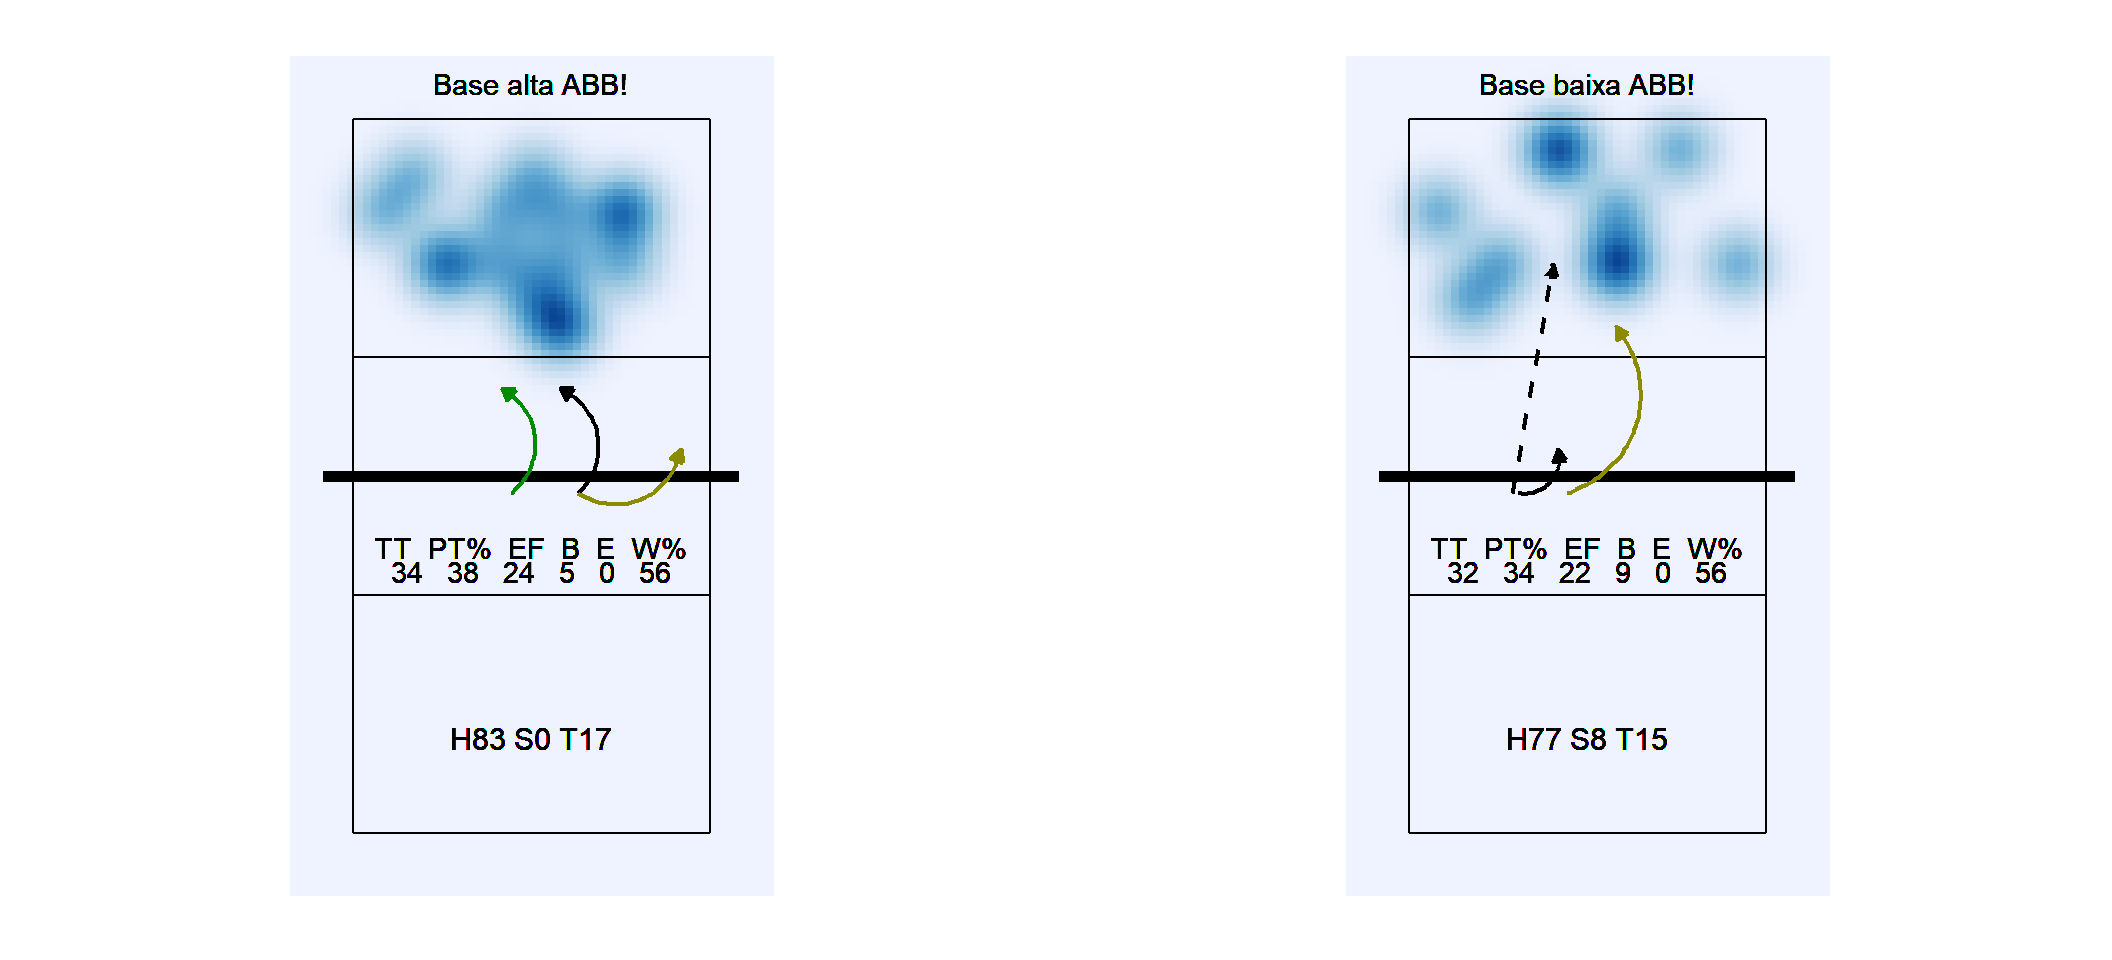 Base alta ABB!
TT PT% EF B E W%
34 38 24 5 0 56
H83 S0 T17
Base baixa ABB!
TT PT% EF B E W%
32 34 22 9 0 56
H77 S8 T15